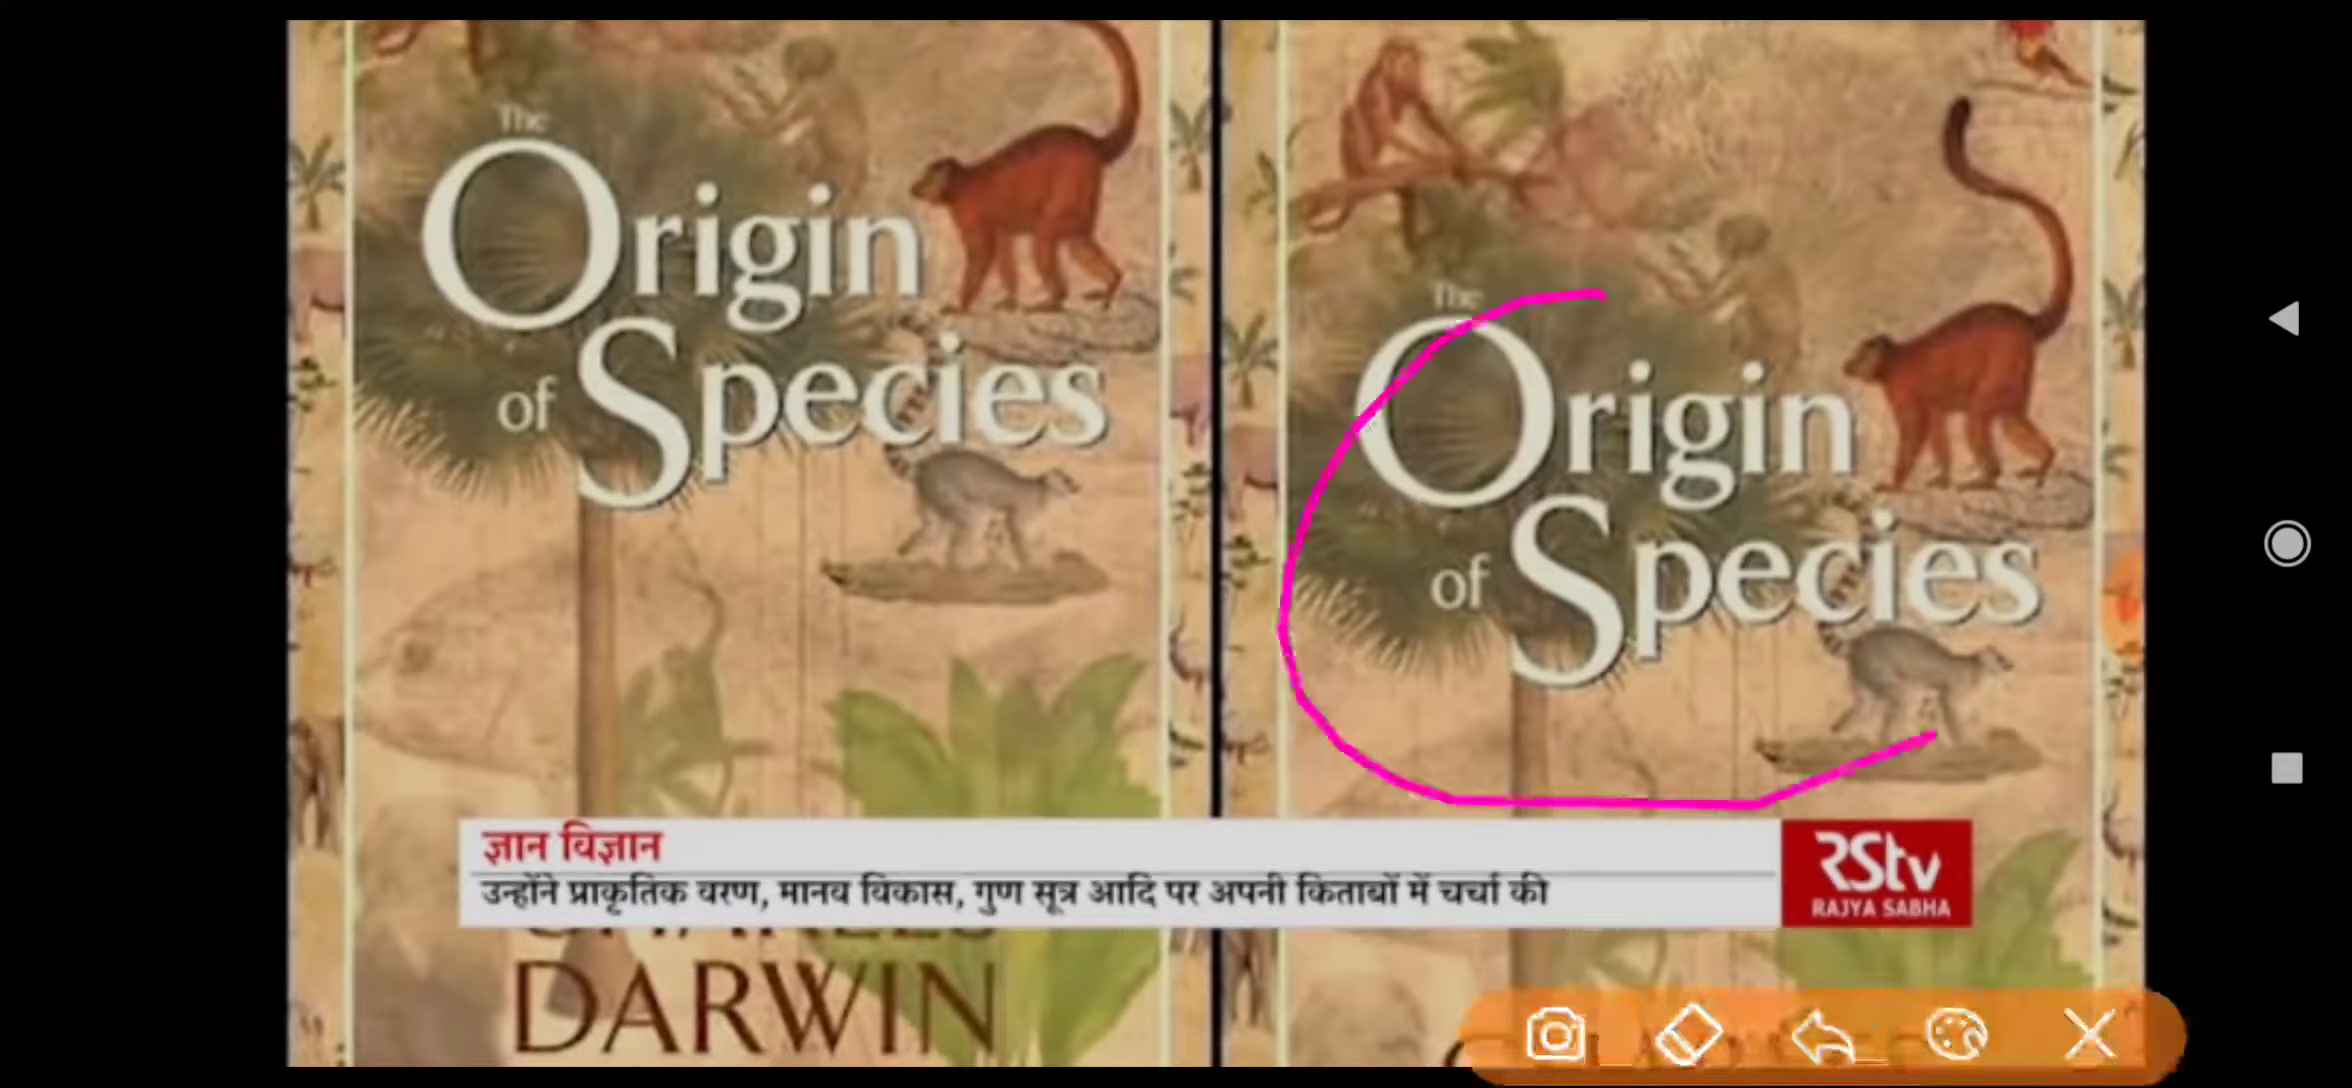 The
Origin
of Species
DARWIN
The
Origin
of Species
ज्ञान विज्ञान
उन्होंने प्राकृतिक वरण, मानव विकास, गुण सूत्र आदि पर अपनी किताबों में चर्चा की
RStv
RAJYA SABHA